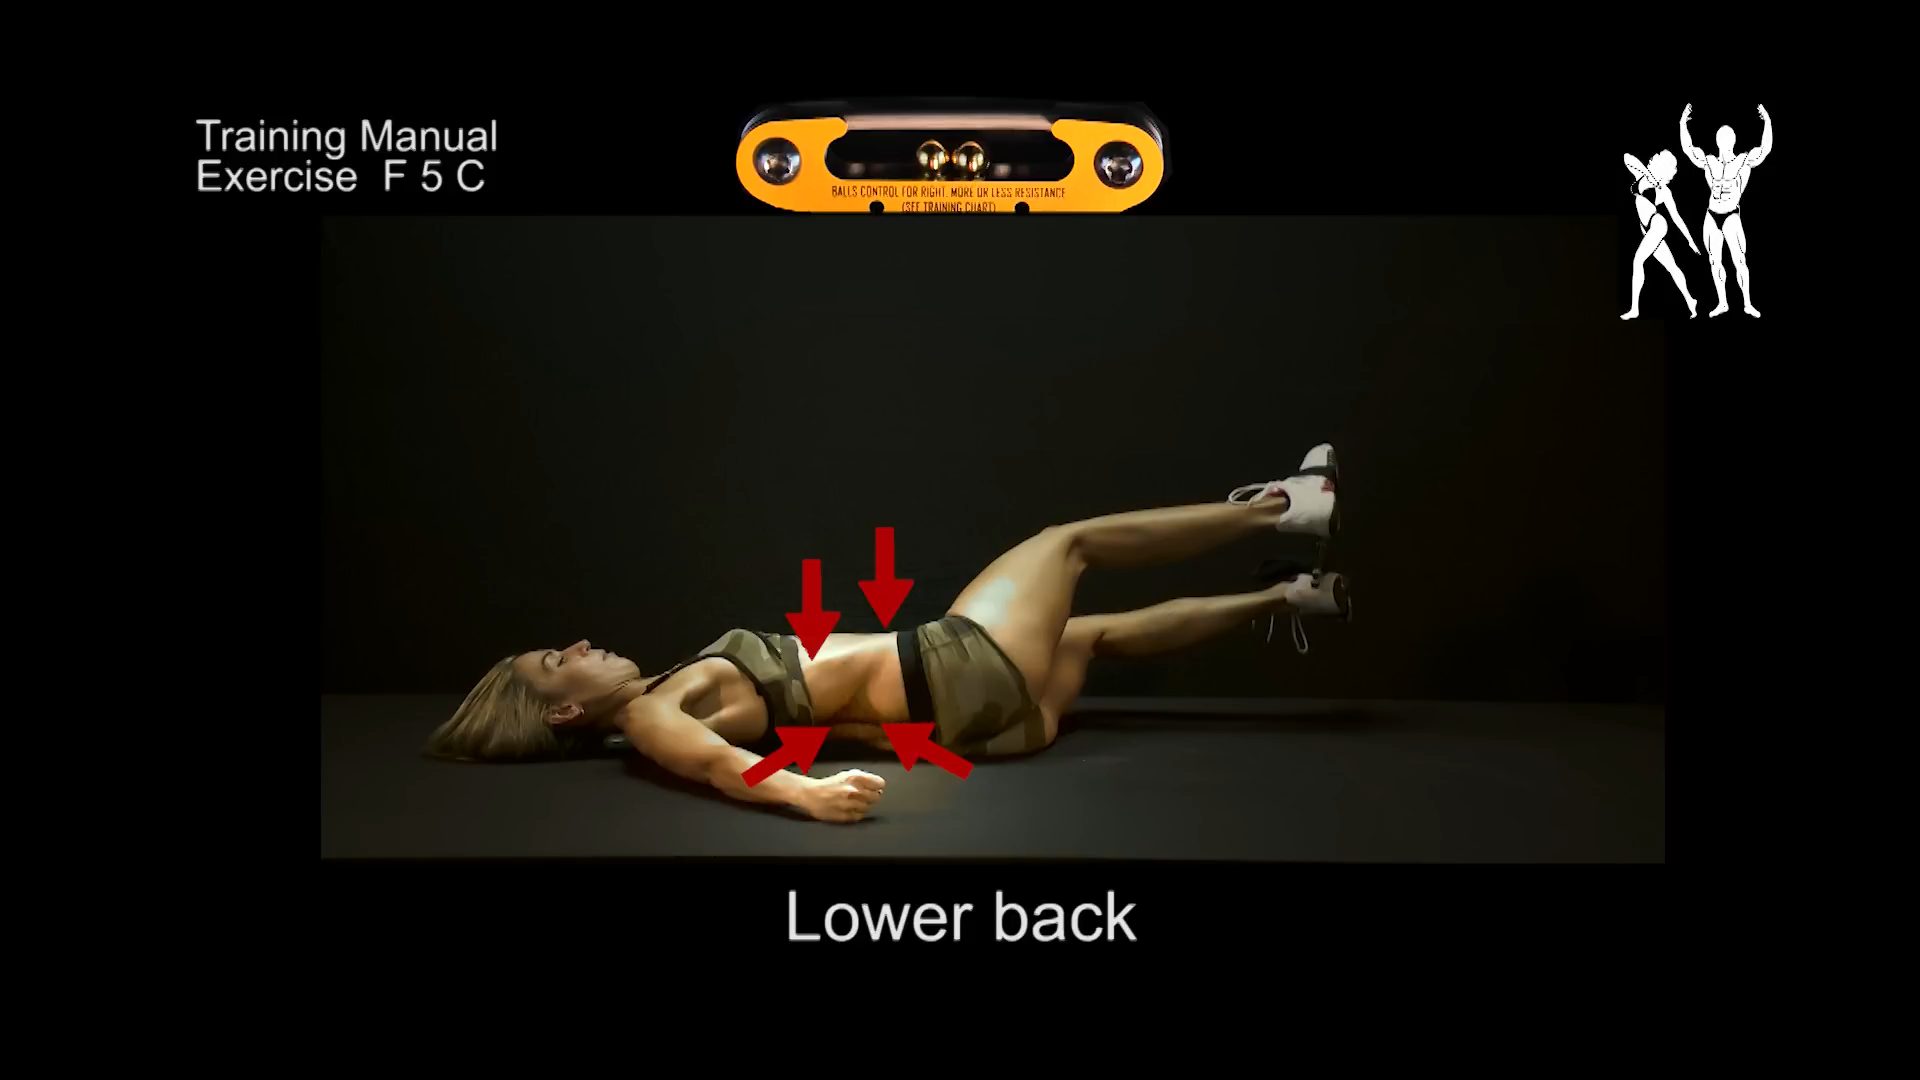 Training Manual
Exercise F 5 C
BALLS CONTROL FOR RIGHT, MORE OR LESS RESISTANCE
(SEE TRAINING CHART)
Lower back